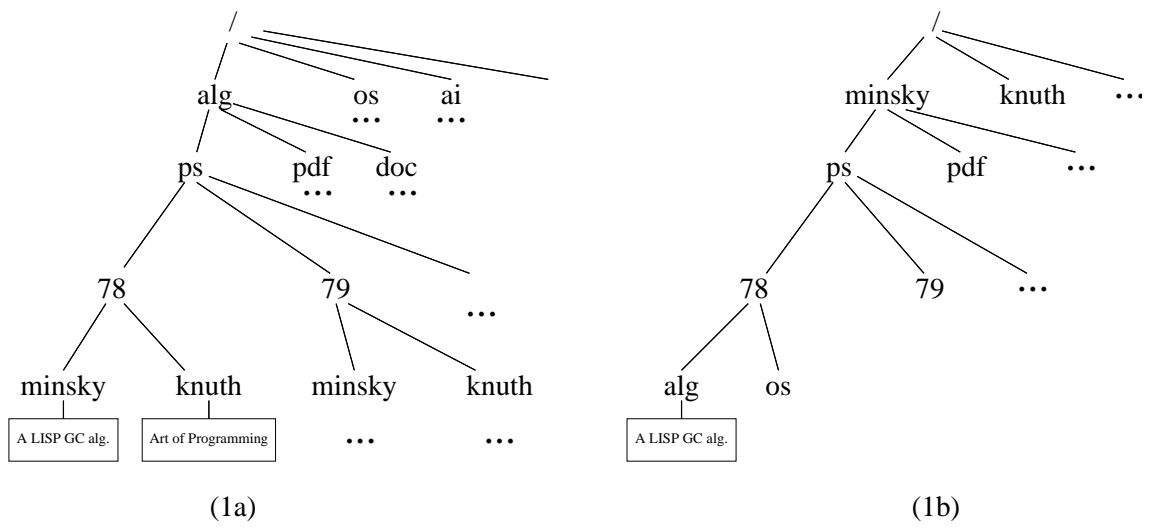 /
alg os ai
... ...
ps pdf doc
... ...
78 79
...
minsky knuth minsky knuth
A LISP GC alg. Art of Programming ... ...
(1a)
/
minsky knuth ...
ps pdf ...
78 79 ...
alg os
A LISP GC alg.
(1b)